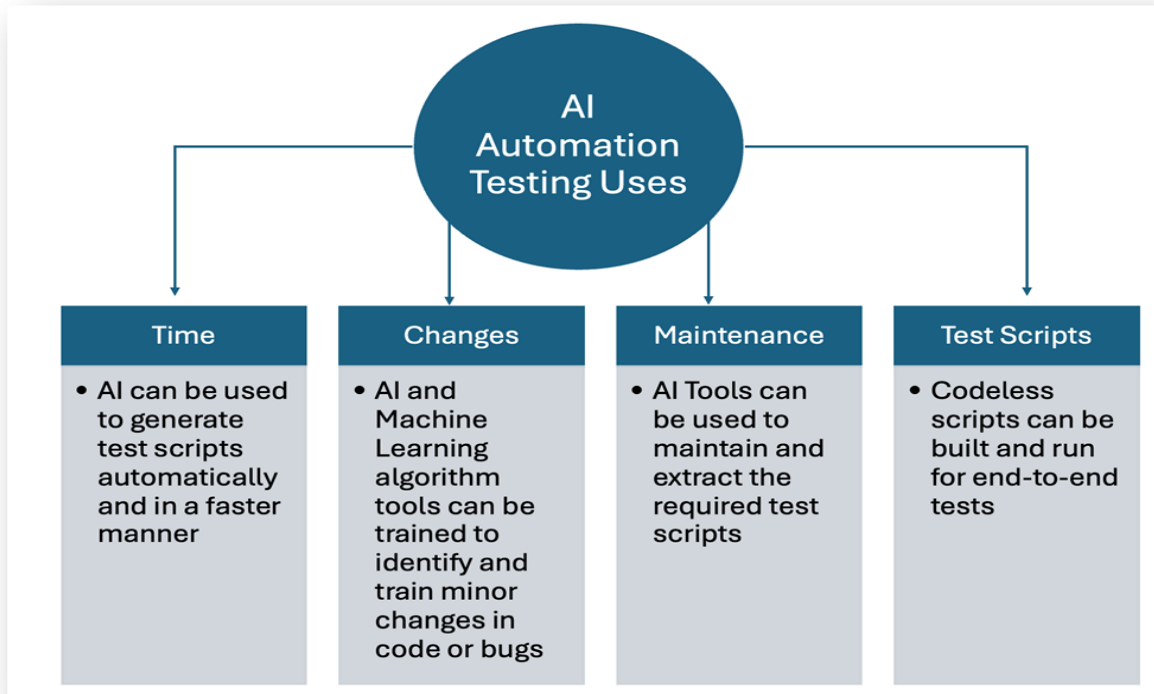 AI
Automation
Testing Uses
Time
• AI can be used
to generate
test scripts
automatically
and in a faster
manner
Changes
• AI and
Machine
Learning
algorithm
tools can be
trained to
identify and
train minor
changes in
code or bugs
Maintenance
• AI Tools can
be used to
maintain and
extract the
required test
scripts
Test Scripts
• Codeless
scripts can be
built and run
for end-to-end
tests